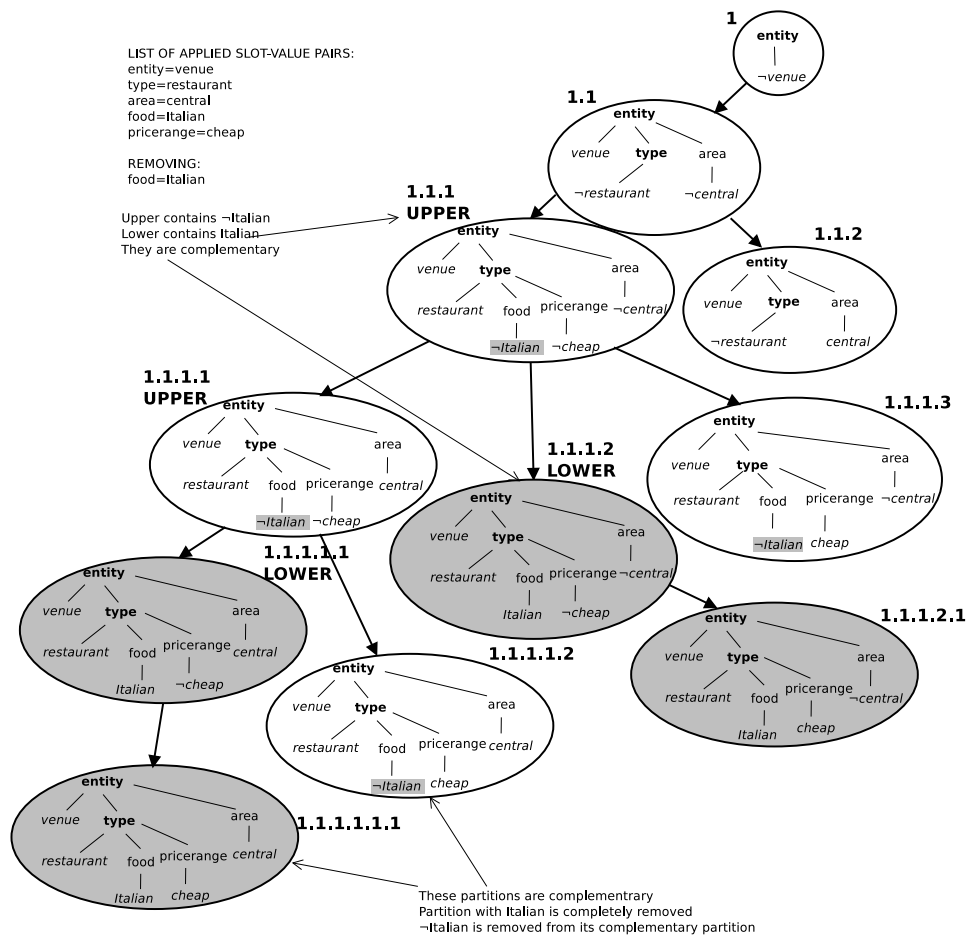 1
entity
¬venue
LIST OF APPLIED SLOT-VALUE PAIRS:
entity=venue
type=restaurant
area=central
food=Italian
pricerange=cheap
REMOVING:
food=Italian
Upper contains ¬Italian
Lower contains Italian
They are complementary
1.1
entity
venue type area
¬restaurant ¬central
1.1.1
UPPER
entity
venue type area
restaurant food pricerange ¬central
¬Italian ¬cheap
1.1.2
entity
venue type area
¬restaurant central
1.1.1.1
UPPER
entity
venue type area
restaurant food pricerange central
¬Italian ¬cheap
1.1.1.2
LOWER
entity
venue type area
restaurant food pricerange ¬central
Italian ¬cheap
1.1.1.3
entity
venue type area
restaurant food pricerange ¬central
¬Italian cheap
1.1.1.1.1
LOWER
entity
venue type area
restaurant food pricerange central
Italian ¬cheap
1.1.1.1.2
entity
venue type area
restaurant food pricerange central
¬Italian cheap
1.1.1.2.1
entity
venue type area
restaurant food pricerange ¬central
Italian cheap
1.1.1.1.1.1
entity
venue type area
restaurant food pricerange central
Italian cheap
These partitions are complementrary
Partition with Italian is completely removed
¬Italian is removed from its complementary partition